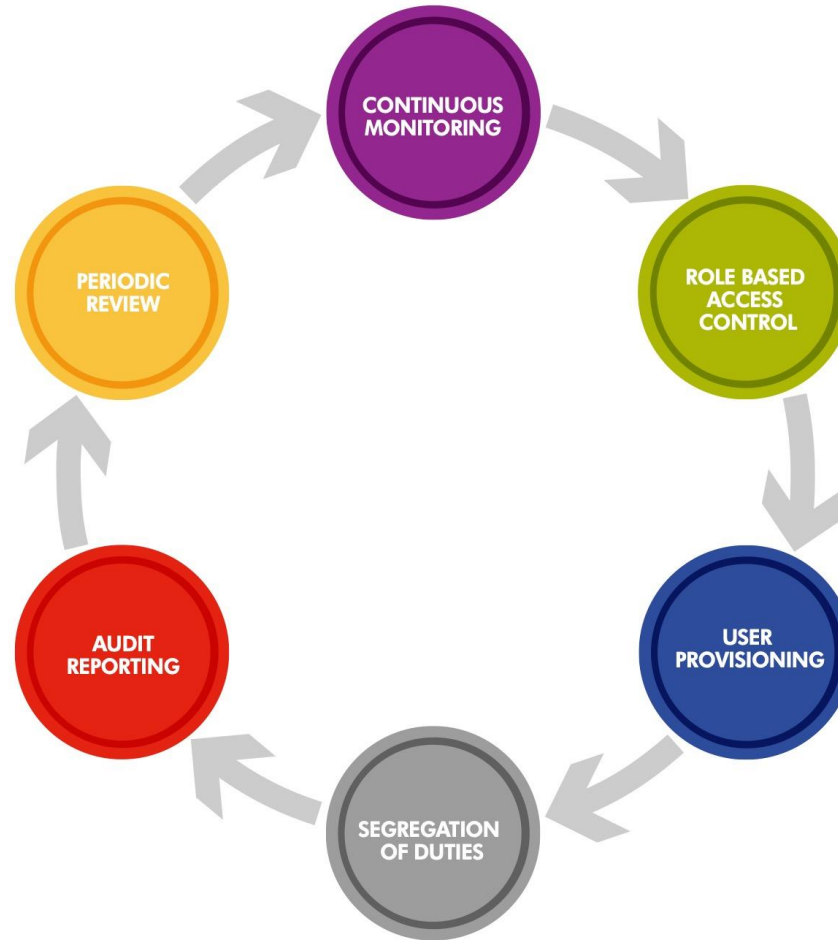 CONTINUOUS
MONITORING
ROLE BASED
ACCESS
CONTROL
USER
PROVISIONING
SEGREGATION
OF DUTIES
AUDIT
REPORTING
PERIODIC
REVIEW